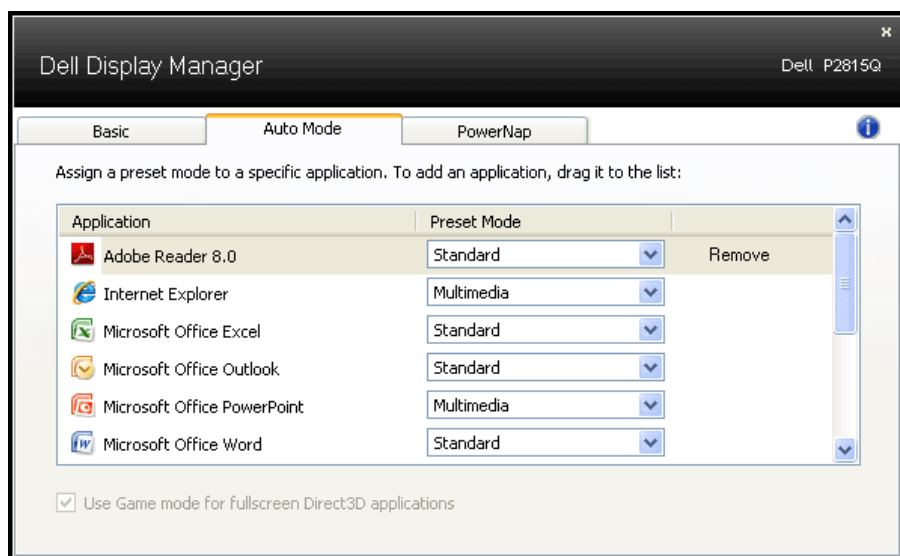 x
Dell Display Manager
Dell P2815Q
Basic
Auto Mode
PowerNap
i
Assign a preset mode to a specific application. To add an application, drag it to the list:
Application Preset Mode
Adobe Reader 8.0 Standard Remove
Internet Explorer Multimedia
Microsoft Office Excel Standard
Microsoft Office Outlook Standard
Microsoft Office PowerPoint Multimedia
Microsoft Office Word Standard
Use Game mode for fullscreen Direct3D applications